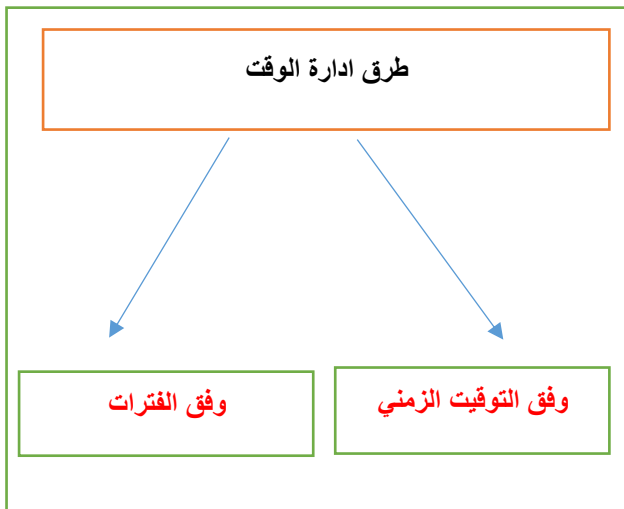 طرق ادارة الوقت
وفق التوقيت الزمني
وفق الفترات